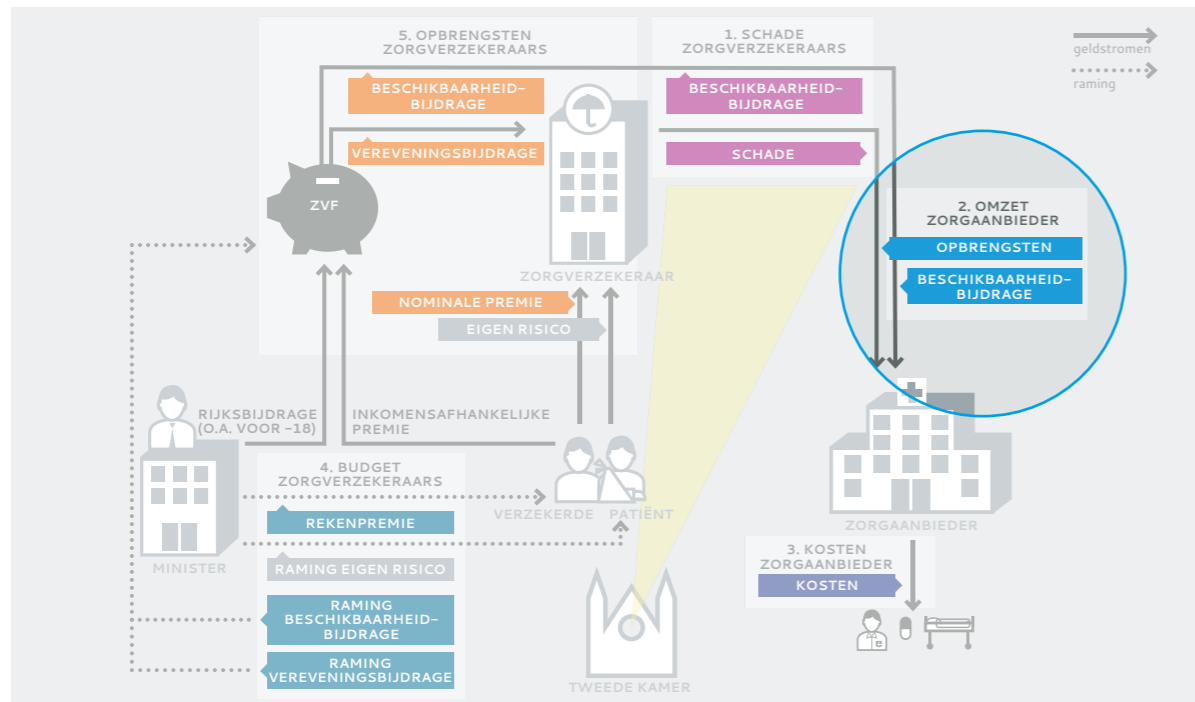 5. OPBRENGSTEN
ZORGVERZEKERAARS
BESCHIKBAARHEID-
BIJDRAGE
VEREVENINGSBIJDRAGE
1. SCHADE
ZORGVERZEKERAARS
BESCHIKBAARHEID-
BIJDRAGE
SCHADE
geldstromen
raming
ZVF
ZORGVERZEKERAAR
NOMINALE PREMIE
EIGEN RISICO
2. OMZET
ZORGAANBIEDER
OPBRENGSTEN
BESCHIKBAARHEID-
BIJDRAGE
RIJKSBIJDRAGE
(O.A. VOOR -18)
INKOMENSAFHANKELIJKE
PREMIE
MINISTER
4. BUDGET
ZORGVERZEKERAARS
REKENPREMIE
RAMING EIGEN RISICO
RAMING
BESCHIKBAARHEID-
BIJDRAGE
RAMING
VEREVENINGSBIJDRAGE
VERZEKERDE
PATIËNT
TWEEDE KAMER
ZORGAANBIEDER
3. KOSTEN
ZORGAANBIEDER
KOSTEN